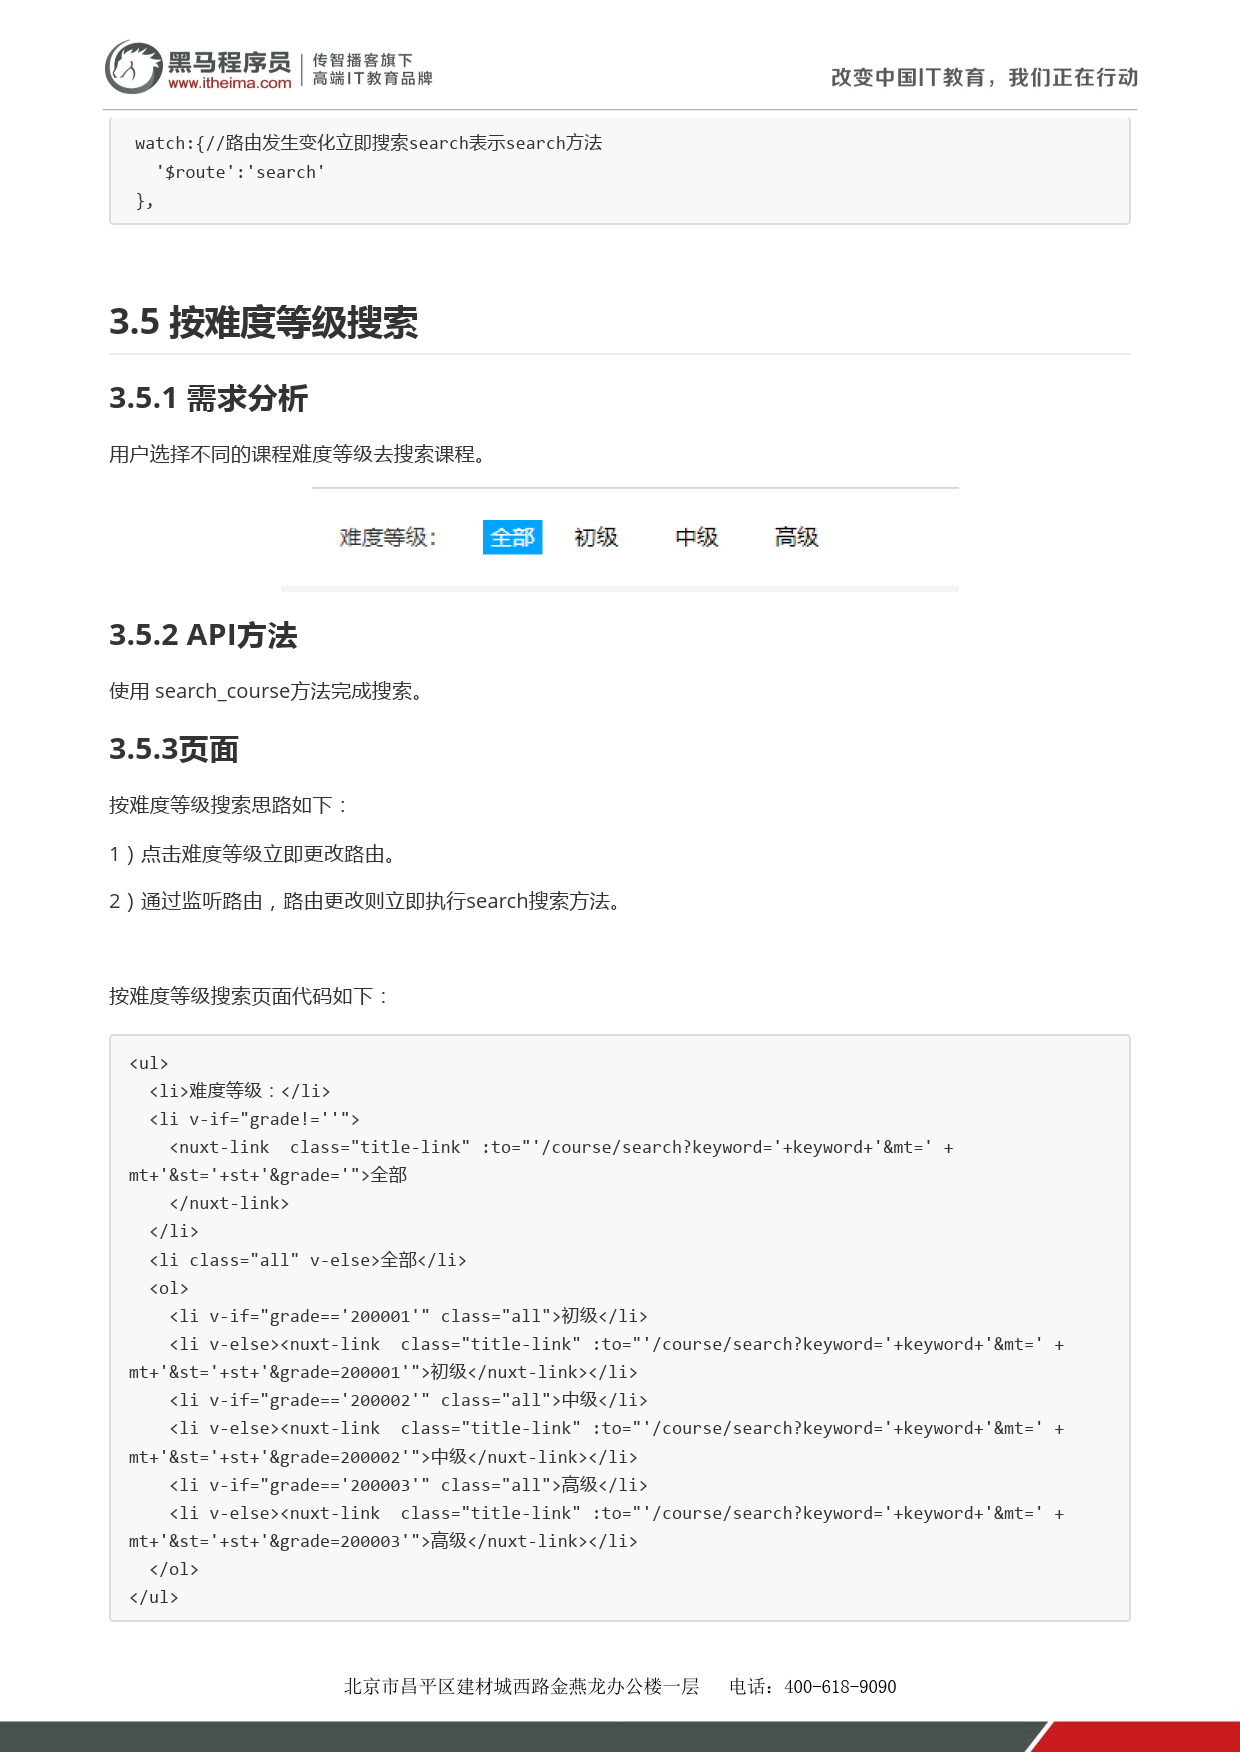 黑马程序员
www.itheima.com
传智播客旗下
高端IT教育品牌
改变中国IT教育，我们正在行动
watch:{//路由发生变化立即搜索search表示search方法
  '$route':'search'
},
3.5 按难度等级搜索
3.5.1 需求分析
用户选择不同的课程难度等级去搜索课程。
难度等级： 全部 初级 中级 高级
3.5.2 API方法
使用 search_course方法完成搜索。
3.5.3页面
按难度等级搜索思路如下：
1）点击难度等级立即更改路由。
2）通过监听路由，路由更改则立即执行search搜索方法。
按难度等级搜索页面代码如下：
<ul>
  <li>难度等级：</li>
  <li v-if="grade!=''">
    <nuxt-link  class="title-link" :to="'/course/search?keyword='+keyword+'&mt=' +
mt+'&st='+st+'&grade='">全部
    </nuxt-link>
  </li>
  <li class="all" v-else>全部</li>
  <ol>
    <li v-if="grade=='200001'" class="all">初级</li>
    <li v-else><nuxt-link  class="title-link" :to="'/course/search?keyword='+keyword+'&mt=' +
mt+'&st='+st+'&grade=200001'">初级</nuxt-link></li>
    <li v-if="grade=='200002'" class="all">中级</li>
    <li v-else><nuxt-link  class="title-link" :to="'/course/search?keyword='+keyword+'&mt=' +
mt+'&st='+st+'&grade=200002'">中级</nuxt-link></li>
    <li v-if="grade=='200003'" class="all">高级</li>
    <li v-else><nuxt-link  class="title-link" :to="'/course/search?keyword='+keyword+'&mt=' +
mt+'&st='+st+'&grade=200003'">高级</nuxt-link></li>
  </ol>
</ul>
北京市昌平区建材城西路金燕龙办公楼一层 电话：400-618-9090